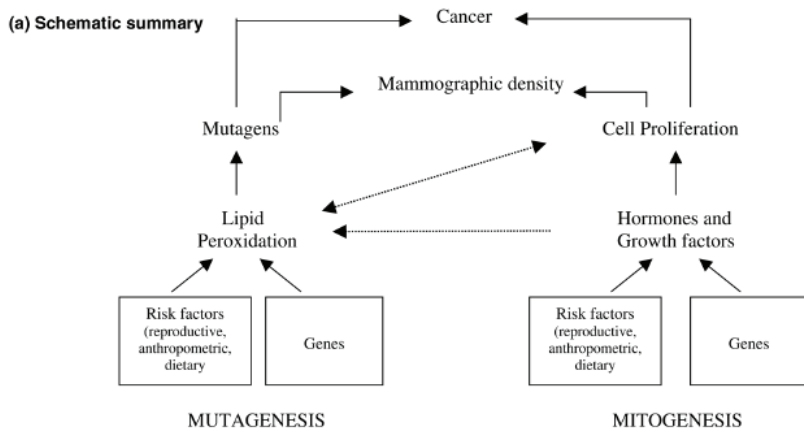 (a) Schematic summary
Cancer
Mammographic density
Mutagens
Cell Proliferation
Lipid
Peroxidation
Hormones and
Growth factors
Risk factors
(reproductive,
anthropometric,
dietary
Genes
Risk factors
(reproductive,
anthropometric,
dietary
Genes
MUTAGENESIS
MITOGENESIS